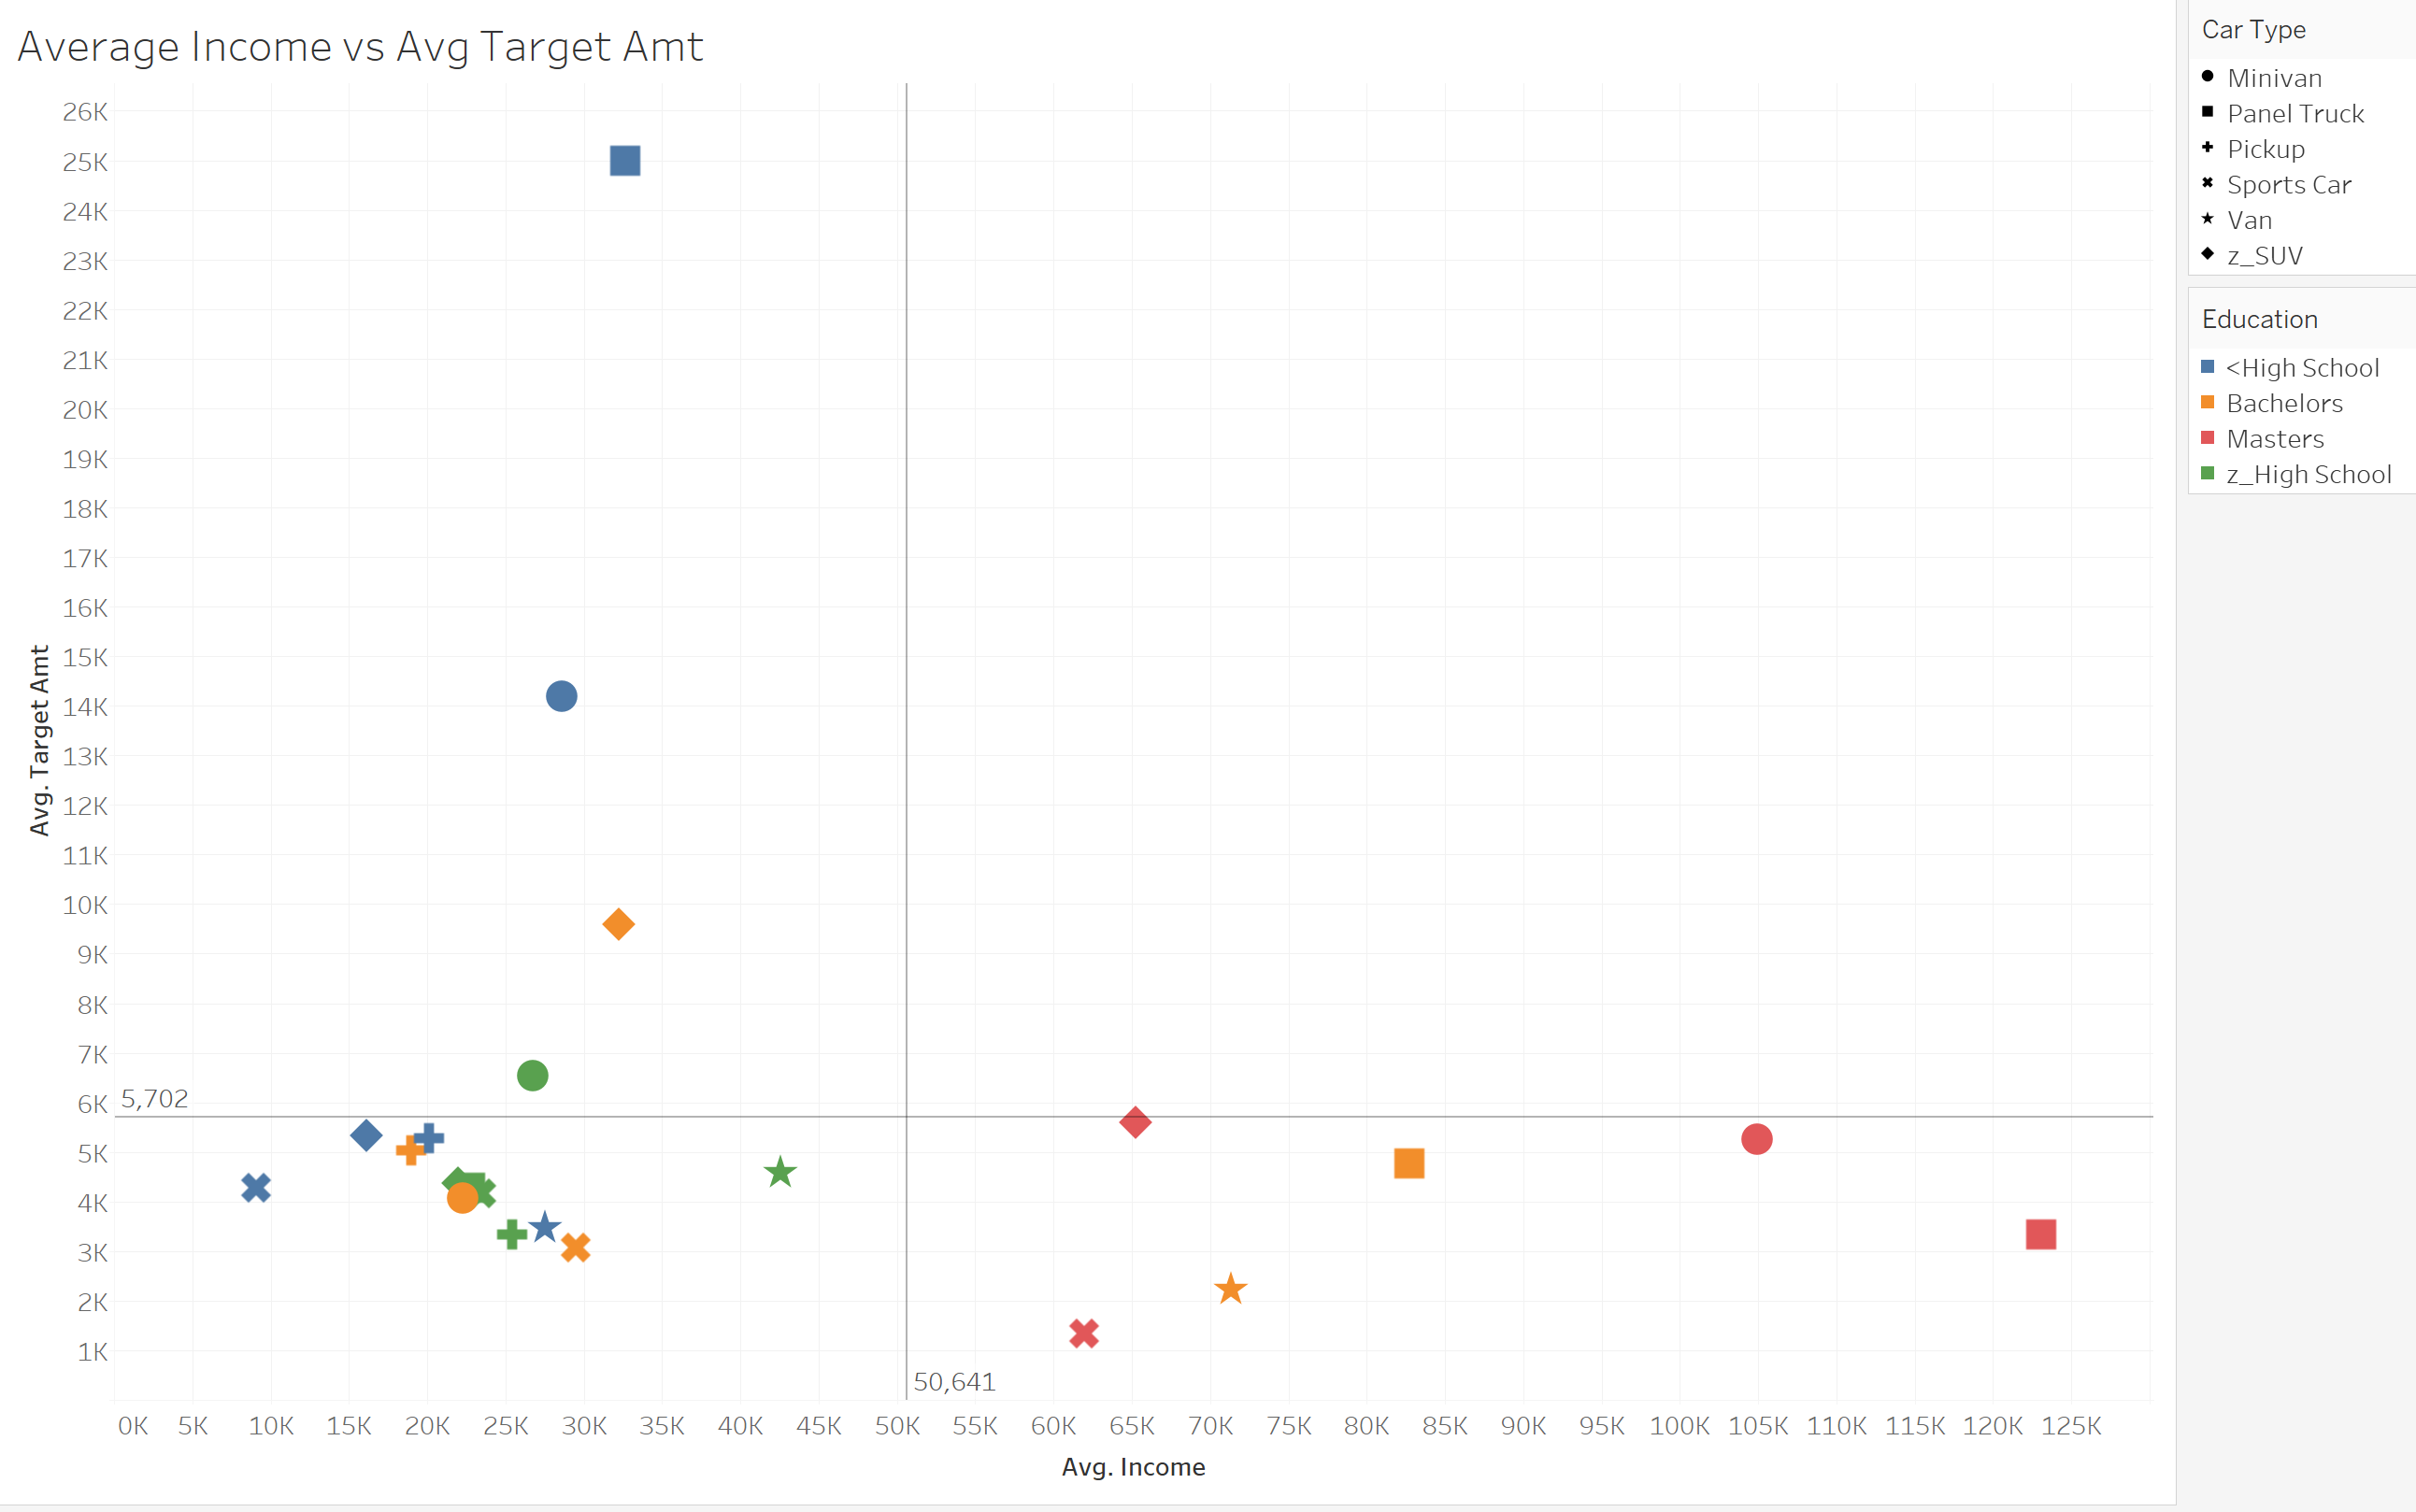 Average Income vs Avg Target Amt
26K
25K
24K
23K
22K
21K
20K
19K
18K
17K
16K
15K
14K
13K
12K
11K
10K
9K
8K
7K
6K
5K
4K
3K
2K
1K
Avg. Target Amt
5,702
50,641
0K 5K 10K 15K 20K 25K 30K 35K 40K 45K 50K 55K 60K 65K 70K 75K 80K 85K 90K 95K 100K 105K 110K 115K 120K 125K
Avg. Income
Car Type
Minivan
Panel Truck
Pickup
Sports Car
Van
z_SUV
Education
<High School
Bachelors
Masters
z_High School